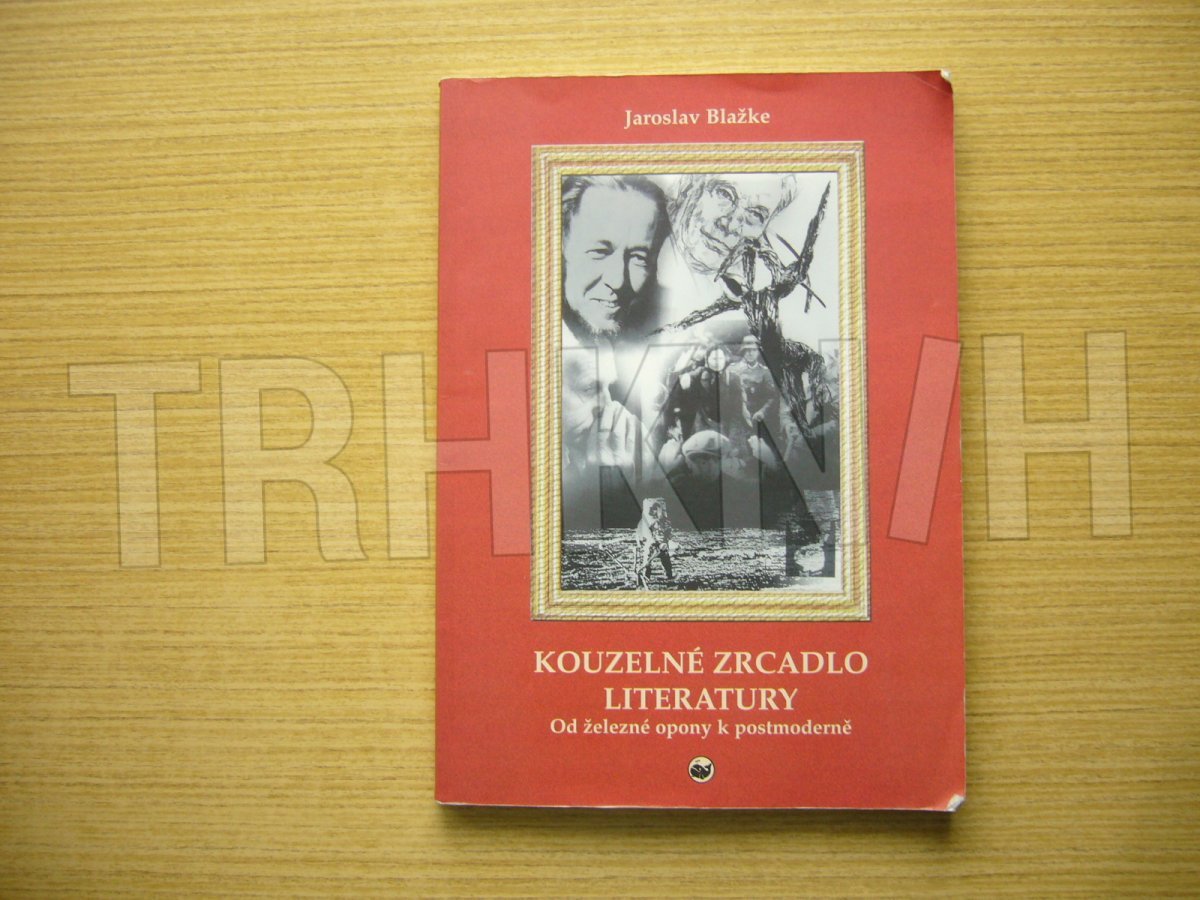 Jaroslav Blažke
TRHKNIH
KOUZELNÉ ZRCADLO
LITERATURY
Od železné opony k postmoderně